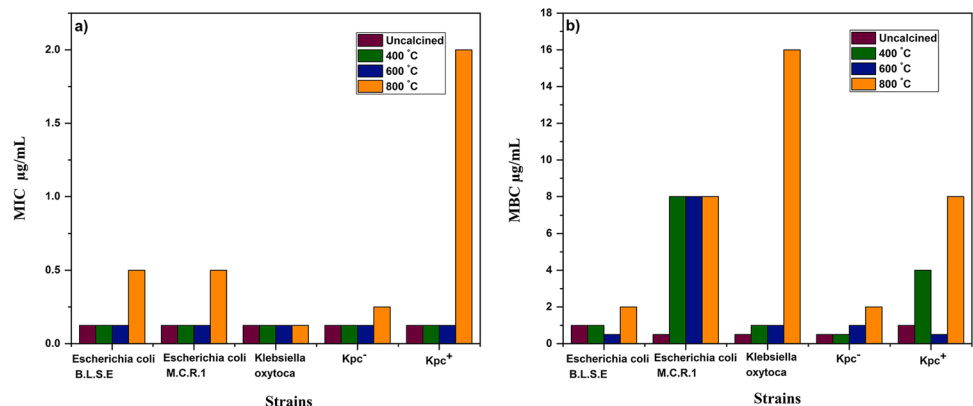 a)
Uncalcined
400 °C
600 °C
800 °C
MIC µg/mL
2.0
1.5
1.0
0.5
0.0
Escherichia coli
B.L.S.E
Escherichia coli
M.C.R.1
Klebsiella
oxytoca
Kpc⁻
Kpc⁺
Strains
b)
Uncalcined
400 °C
600 °C
800 °C
MBC µg/mL
18
16
14
12
10
8
6
4
2
0
Escherichia coli
B.L.S.E
Escherichia coli
M.C.R.1
Klebsiella
oxytoca
Kpc⁻
Kpc⁺
Strains